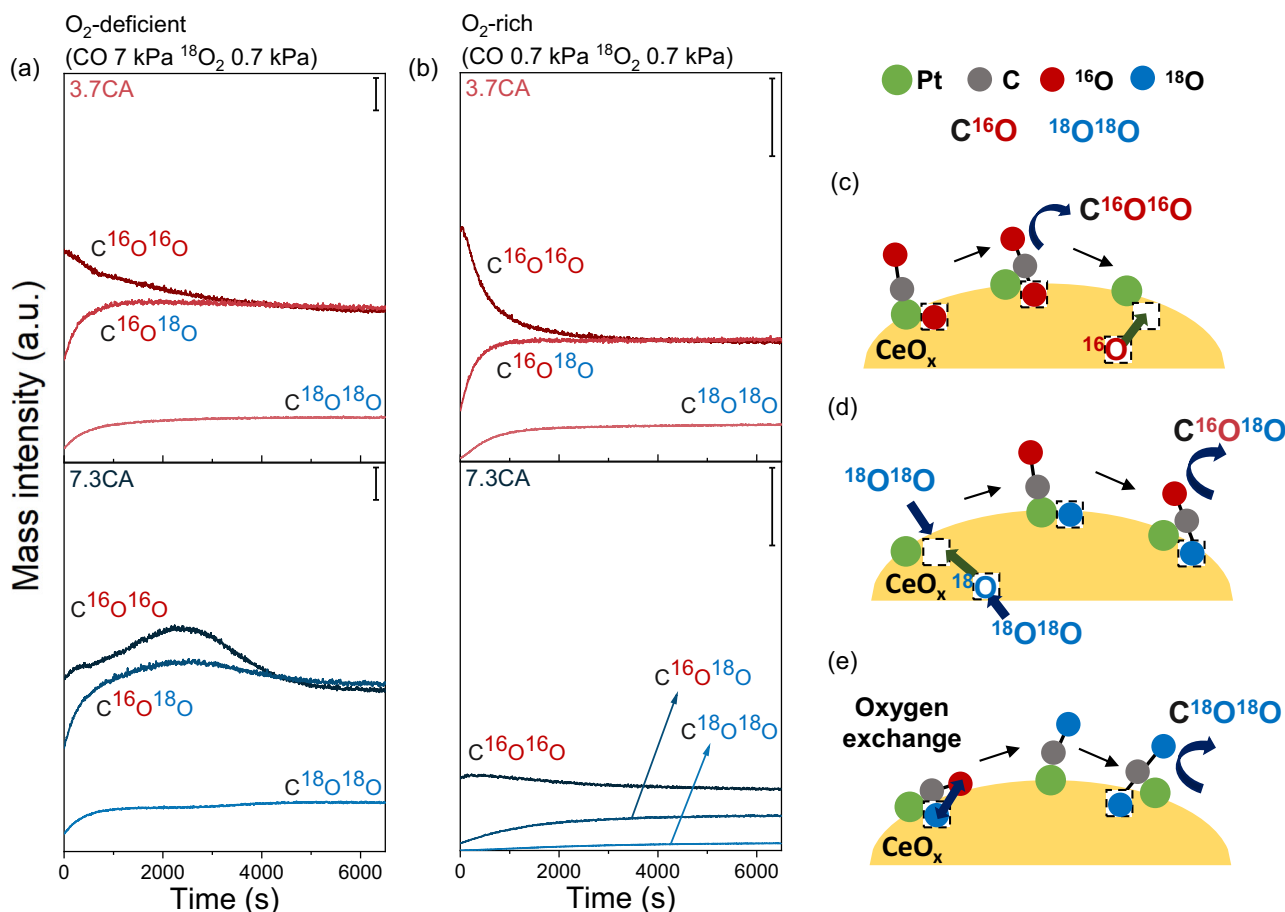 O₂-deficient
(CO 7 kPa ¹⁸O₂ 0.7 kPa)
(a)
3.7CA
C¹⁶O¹⁶O
C¹⁶O¹⁸O
C¹⁸O¹⁸O
7.3CA
C¹⁶O¹⁶O
C¹⁶O¹⁸O
C¹⁸O¹⁸O
Mass intensity (a.u.)
0 2000 4000 6000
Time (s)
O₂-rich
(CO 0.7 kPa ¹⁸O₂ 0.7 kPa)
(b)
3.7CA
C¹⁶O¹⁶O
C¹⁶O¹⁸O
C¹⁸O¹⁸O
7.3CA
C¹⁶O¹⁸O
C¹⁸O¹⁸O
C¹⁶O¹⁶O
0 2000 4000 6000
Time (s)
Pt C ¹⁶O ¹⁸O
C¹⁶O ¹⁸O¹⁸O
(c)
C¹⁶O¹⁶O
CeOₓ
¹⁶O
(d)
C¹⁶O¹⁸O
¹⁸O¹⁸O
CeOₓ ¹⁸O
¹⁸O¹⁸O
(e)
Oxygen
exchange
C¹⁸O¹⁸O
CeOₓ